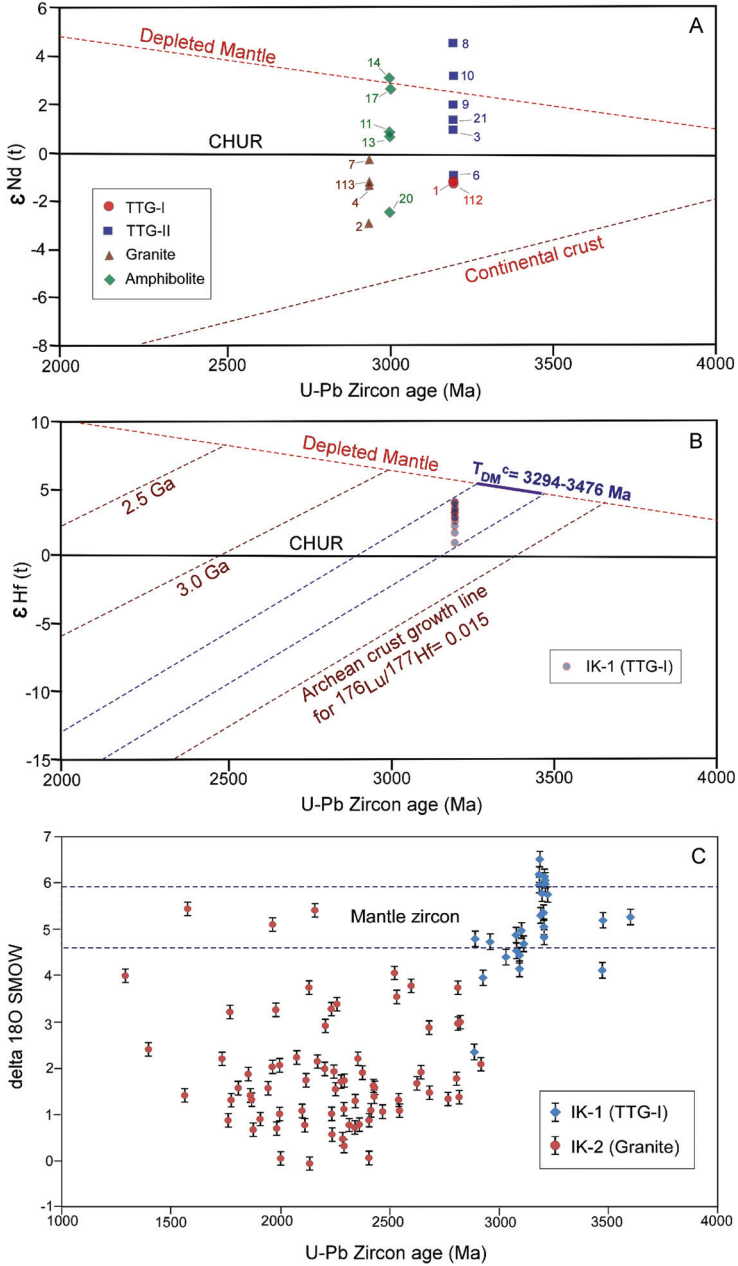 A
6
4
2
0
-2
-4
-6
-8
ε Nd (t)
Depleted Mantle
CHUR
Continental crust
14
17
11
13
20
7
113
4
2
8
10
9
21
3
6
1
112
TTG-I
TTG-II
Granite
Amphibolite
2000 2500 3000 3500 4000
U-Pb Zircon age (Ma)
B
10
5
0
-5
-10
-15
ε Hf (t)
Depleted Mantle
TDMc= 3294-3476 Ma
2.5 Ga
CHUR
3.0 Ga
Archean crust growth line
for 176Lu/177Hf= 0.015
IK-1 (TTG-I)
2000 2500 3000 3500 4000
U-Pb Zircon age (Ma)
C
7
6
5
4
3
2
1
0
-1
delta 18O SMOW
Mantle zircon
IK-1 (TTG-I)
IK-2 (Granite)
1000 1500 2000 2500 3000 3500 4000
U-Pb Zircon age (Ma)